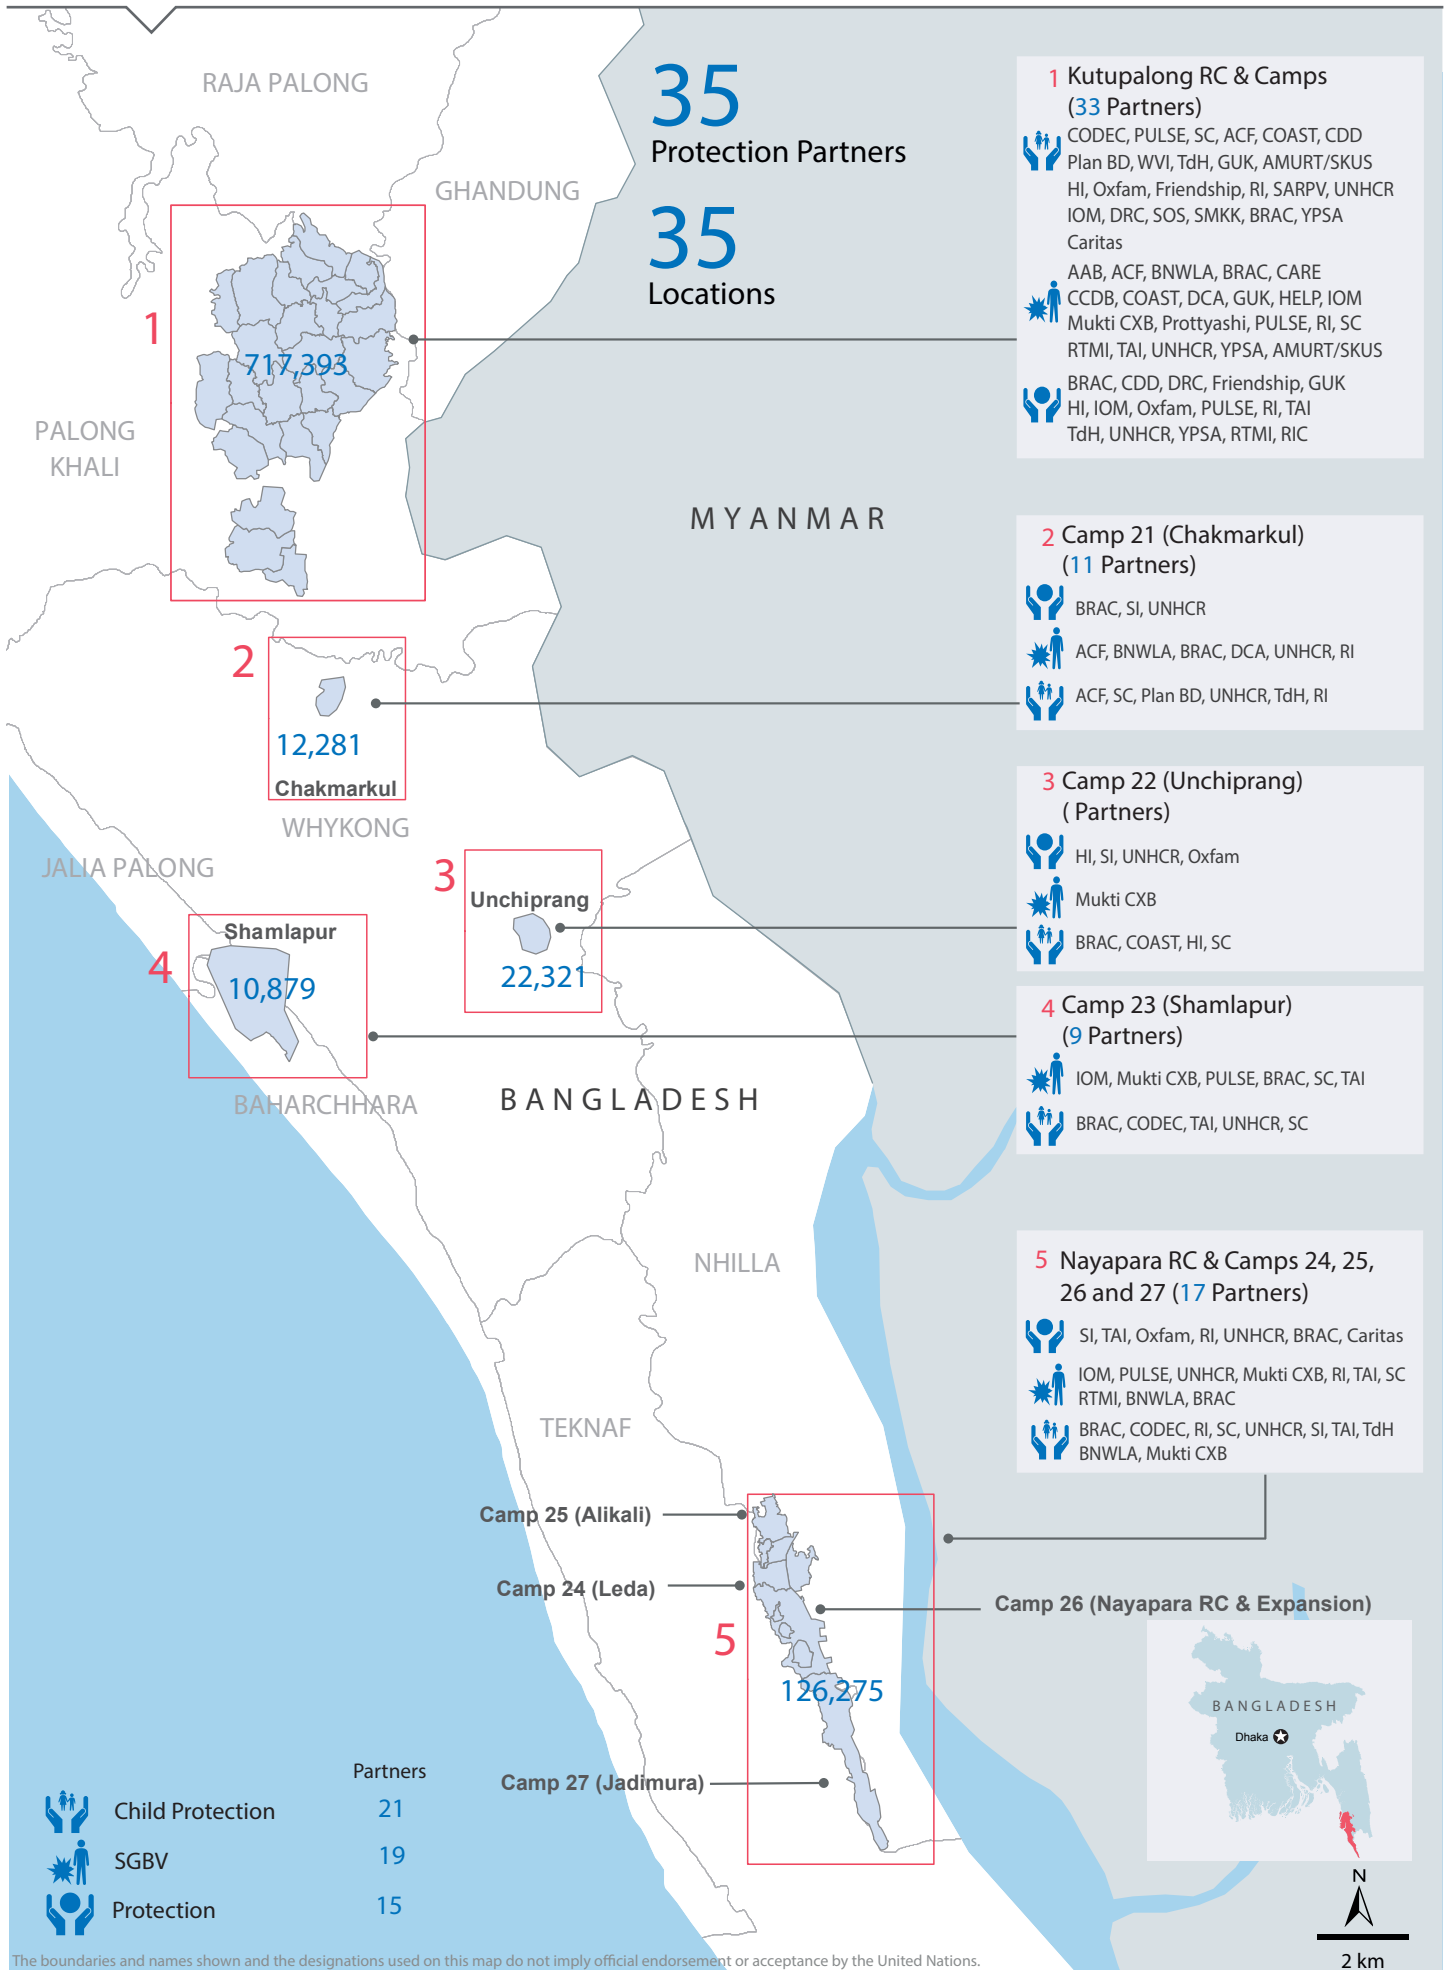 RAJA PALONG
GHANDUNG
35
Protection Partners
35
Locations
1
717,393
PALONG
KHALI
MYANMAR
2
12,281
Chakmarkul
WHYKONG
JALIA PALONG
3
Unchiprang
22,321
Shamlapur
4
10,879
BAHARCHHARA
BANGLADESH
NHILLA
TEKNAF
Camp 25 (Alikali)
Camp 24 (Leda)
Camp 26 (Nayapara RC & Expansion)
5
126,275
Camp 27 (Jadimura)
1 Kutupalong RC & Camps
(33 Partners)
CODEC, PULSE, SC, ACF, COAST, CDD
Plan BD, WVI, TdH, GUK, AMURT/SKUS
HI, Oxfam, Friendship, RI, SARPV, UNHCR
IOM, DRC, SOS, SMKK, BRAC, YPSA
Caritas
AAB, ACF, BNWLA, BRAC, CARE
CCDB, COAST, DCA, GUK, HELP, IOM
Mukti CXB, Prottyashi, PULSE, RI, SC
RTMI, TAI, UNHCR, YPSA, AMURT/SKUS
BRAC, CDD, DRC, Friendship, GUK
HI, IOM, Oxfam, PULSE, RI, TAI
TdH, UNHCR, YPSA, RTMI, RIC
2 Camp 21 (Chakmarkul)
(11 Partners)
BRAC, SI, UNHCR
ACF, BNWLA, BRAC, DCA, UNHCR, RI
ACF, SC, Plan BD, UNHCR, TdH, RI
3 Camp 22 (Unchiprang)
( Partners)
HI, SI, UNHCR, Oxfam
Mukti CXB
BRAC, COAST, HI, SC
4 Camp 23 (Shamlapur)
(9 Partners)
IOM, Mukti CXB, PULSE, BRAC, SC, TAI
BRAC, CODEC, TAI, UNHCR, SC
5 Nayapara RC & Camps 24, 25,
26 and 27 (17 Partners)
SI, TAI, Oxfam, RI, UNHCR, BRAC, Caritas
IOM, PULSE, UNHCR, Mukti CXB, RI, TAI, SC
RTMI, BNWLA, BRAC
BRAC, CODEC, RI, SC, UNHCR, SI, TAI, TdH
BNWLA, Mukti CXB
BANGLADESH
Dhaka
N
2 km
Partners
Child Protection 21
SGBV 19
Protection 15
The boundaries and names shown and the designations used on this map do not imply official endorsement or acceptance by the United Nations.